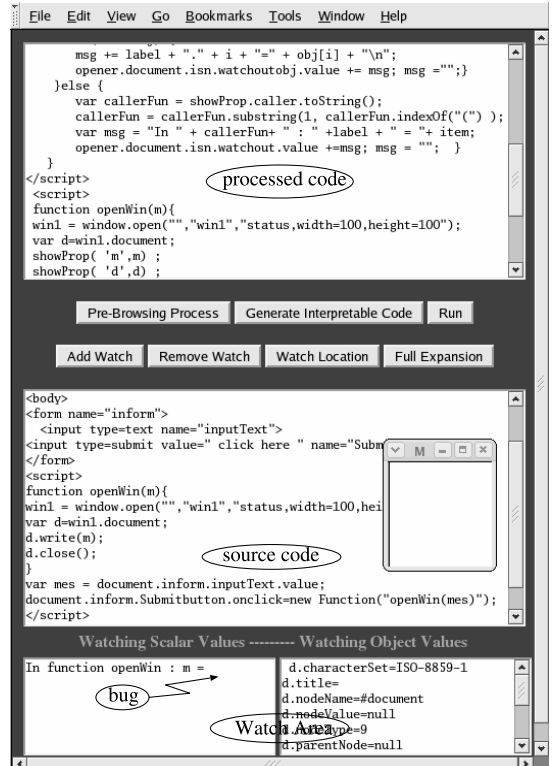 File Edit View Go Bookmarks Tools Window Help
msg += label + "." + i + "=" + obj[i] + "\n";
opener.document.isn.watchoutobj.value += msg; msg ="";}
}else {
var callerFun = showProp.caller.toString();
callerFun = callerFun.substring(1, callerFun.indexOf("(") );
var msg = "In " + callerFun+ " : " +label + " = "+ item;
opener.document.isn.watchout.value +=msg; msg = ""; }
}
</script>
processed code
<script>
function openWin(m){
win1 = window.open("","win1","status,width=100,height=100");
var d=win1.document;
showProp( 'm',m) ;
showProp( 'd',d) ;
Pre-Browsing Process Generate Interpretable Code Run
Add Watch Remove Watch Watch Location Full Expansion
<body>
<form name="inform">
<input type=text name="inputText">
<input type=submit value=" click here " name="Subm
</form>
M
<script>
function openWin(m){
win1 = window.open("","win1","status,width=100,hei
var d=win1.document;
d.write(m);
d.close();
source code
}
var mes = document.inform.inputText.value;
document.inform.Submitbutton.onclick=new Function("openWin(mes)");
</script>
Watching Scalar Values --------- Watching Object Values
In function openWin : m =
bug
d.characterSet=ISO-8859-1
d.title=
d.nodeName=#document
d.nodeValue=null
d.nodeType=9
Watch Area
d.parentNode=null